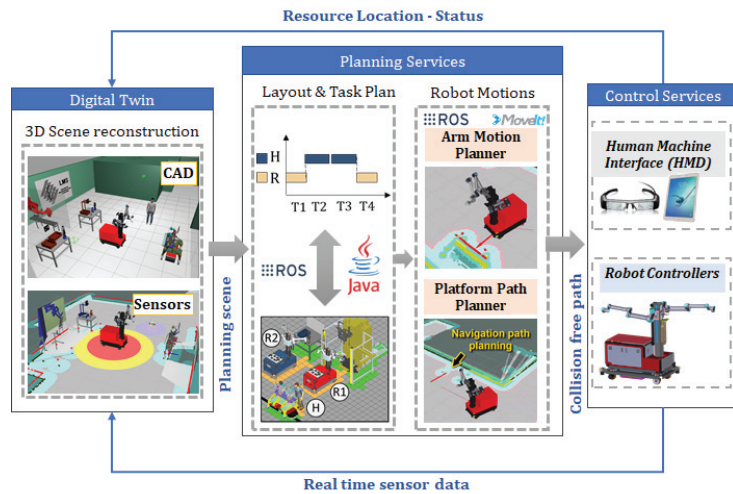 Resource Location - Status
Planning Services
Digital Twin
Layout & Task Plan
Robot Motions
Control Services
3D Scene reconstruction
CAD
LMS
H
R
T1 T2 T3 T4
ROS
MoveIt!
Arm Motion
Planner
Human Machine
Interface (HMD)
Sensors
Planning scene
ROS
Java
R2
R1
H
Platform Path
Planner
Navigation path
planning
Collision free path
Robot Controllers
Real time sensor data